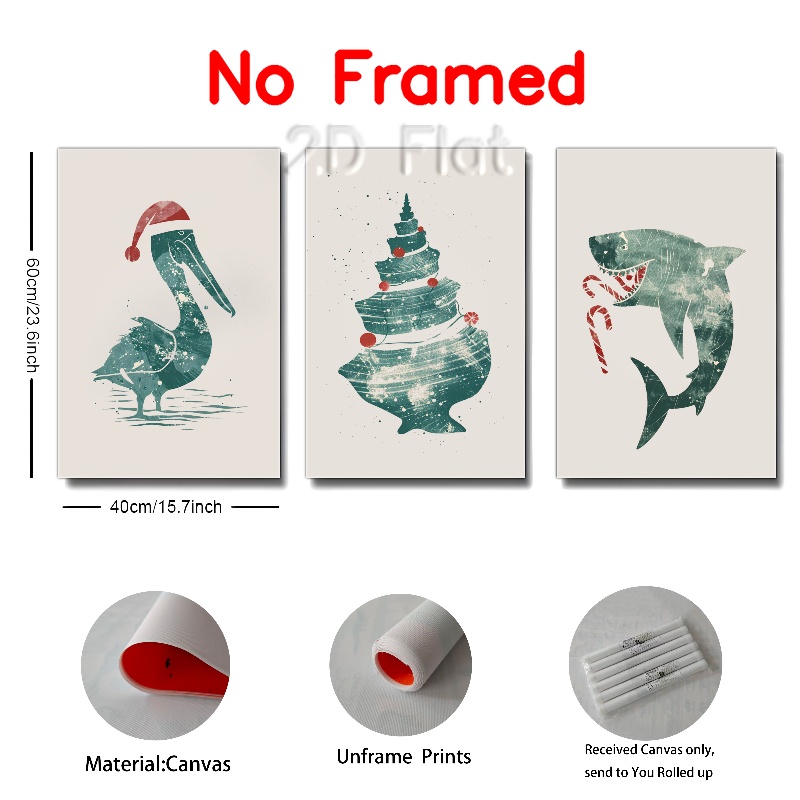 No Framed
2D Flat
60cm/23.6inch
40cm/15.7inch
Material:Canvas
Unframe Prints
Received Canvas only,
send to You Rolled up